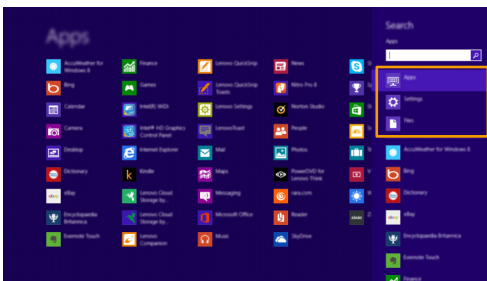 Apps
AccuWeather for
Windows 8
Bing
Calendar
Camera
Desktop
Dictionary
eBay
Encyclopaedia
Britannica
Evernote Touch
Finance
Games
Intel(R) WiDi
Intel® HD Graphics
Control Panel
Internet Explorer
Kindle
Lenovo Cloud
Storage by...
Lenovo Cloud
Storage by...
Lenovo
Companion
Lenovo QuickSnip
Lenovo QuickSnip
Tools
Lenovo Settings
LenovoToast
Mail
Maps
Messaging
Microsoft Office
Music
News
Nitro Pro 8
Norton Studio
People
Photos
PowerDVD for
Lenovo Think
rara.com
Reader
SkyDrive
Search
Apps
Apps
Settings
Files
AccuWeather for Windows 8
Bing
Dictionary
eBay
Encyclopaedia Britannica
Evernote Touch
Finance